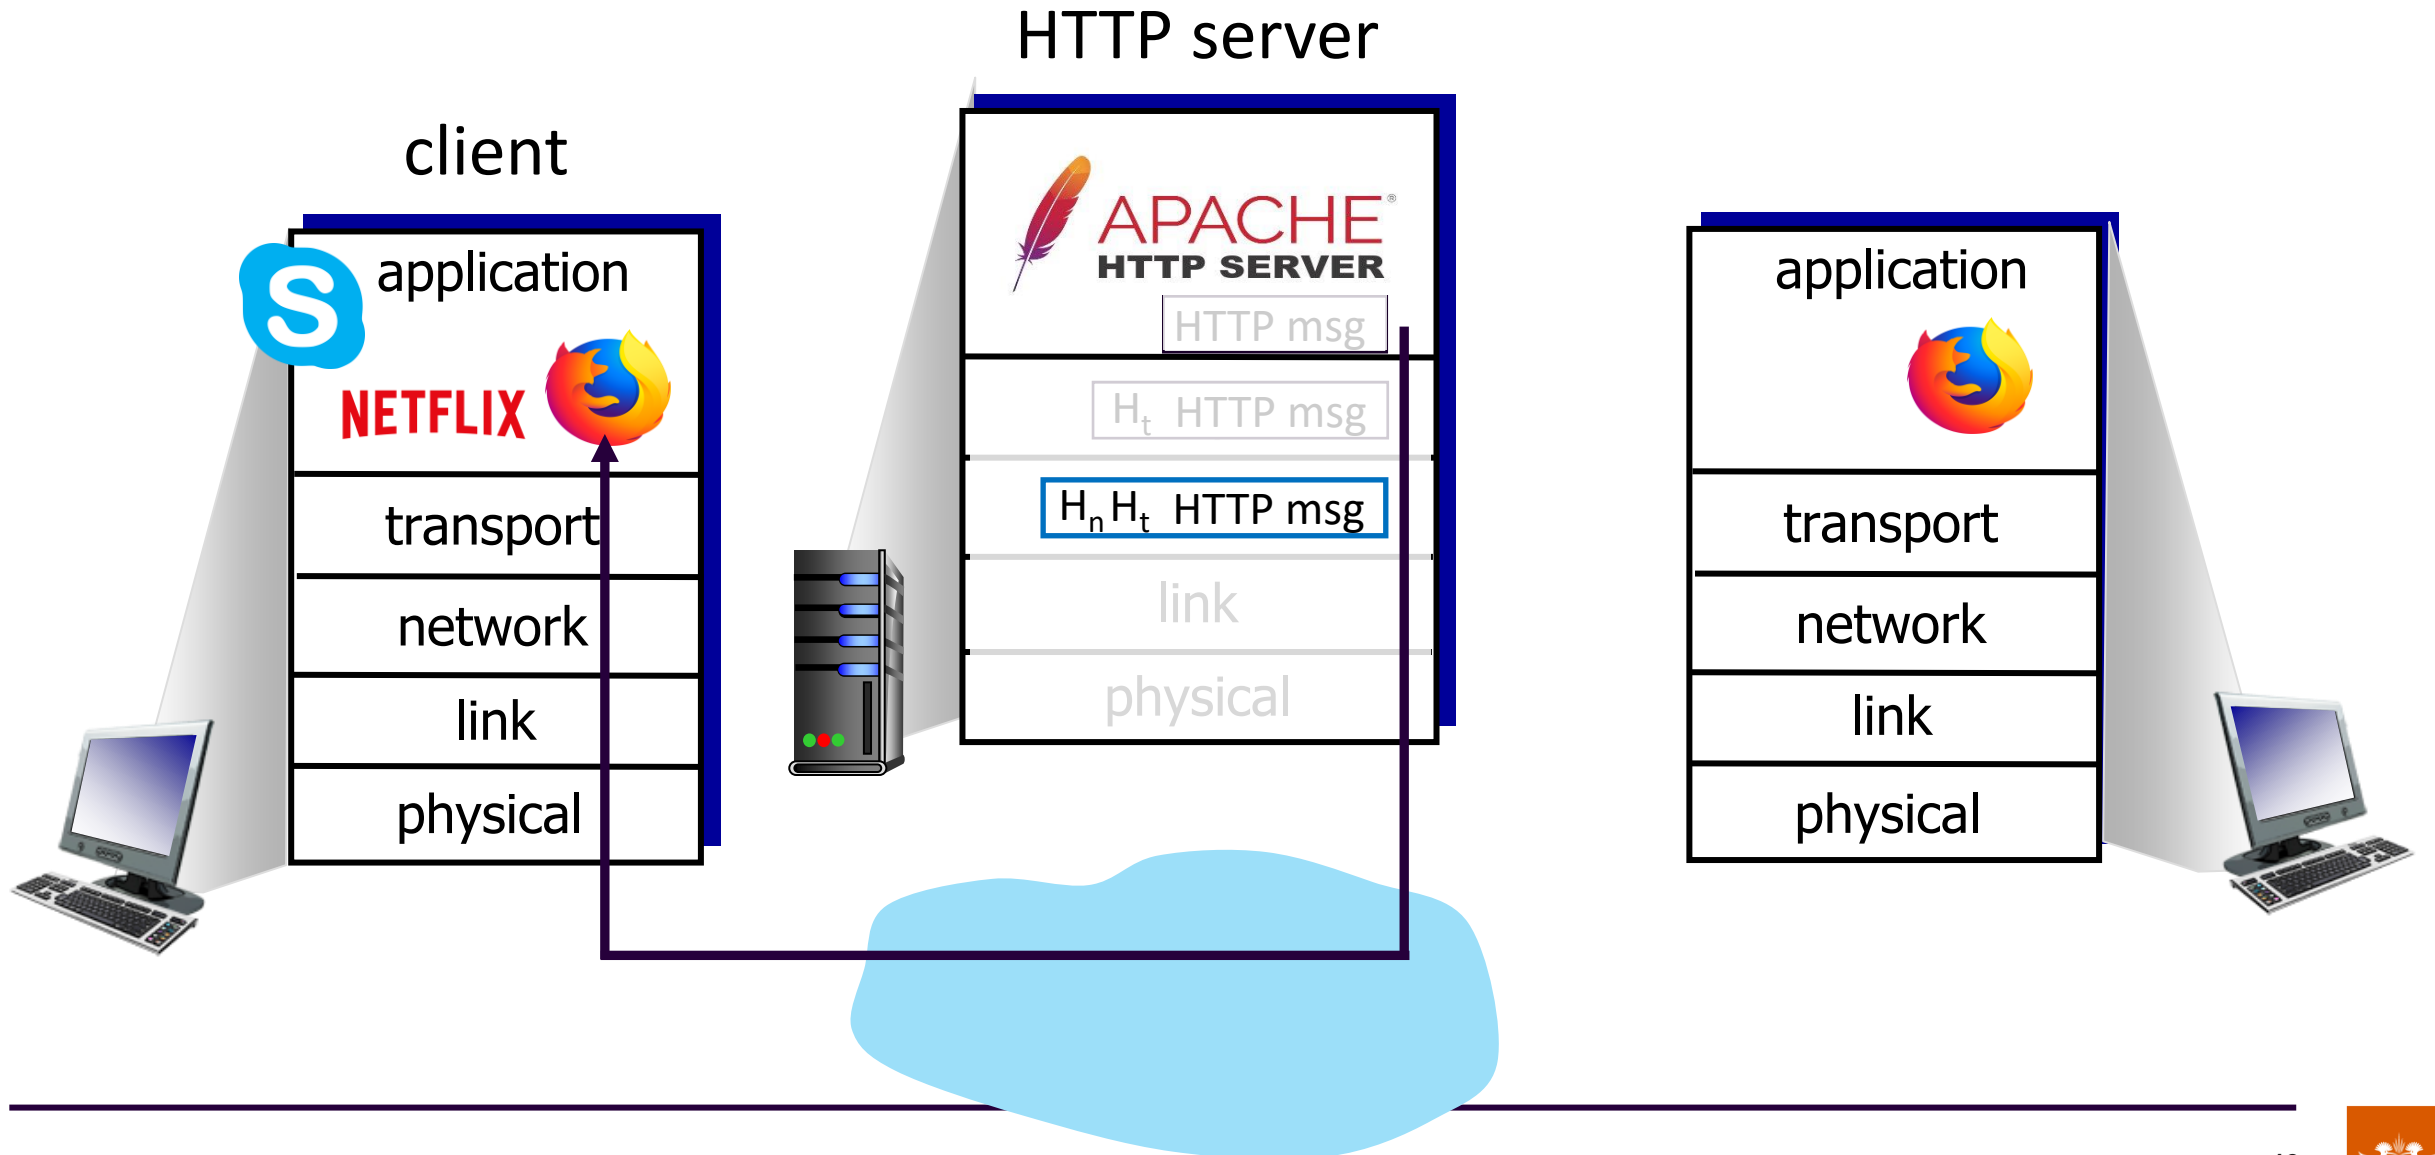 HTTP server
client
application
S
NETFLIX
transport
network
link
physical
APACHE®
HTTP SERVER
HTTP msg
Ht HTTP msg
HnHt HTTP msg
link
physical
application
transport
network
link
physical